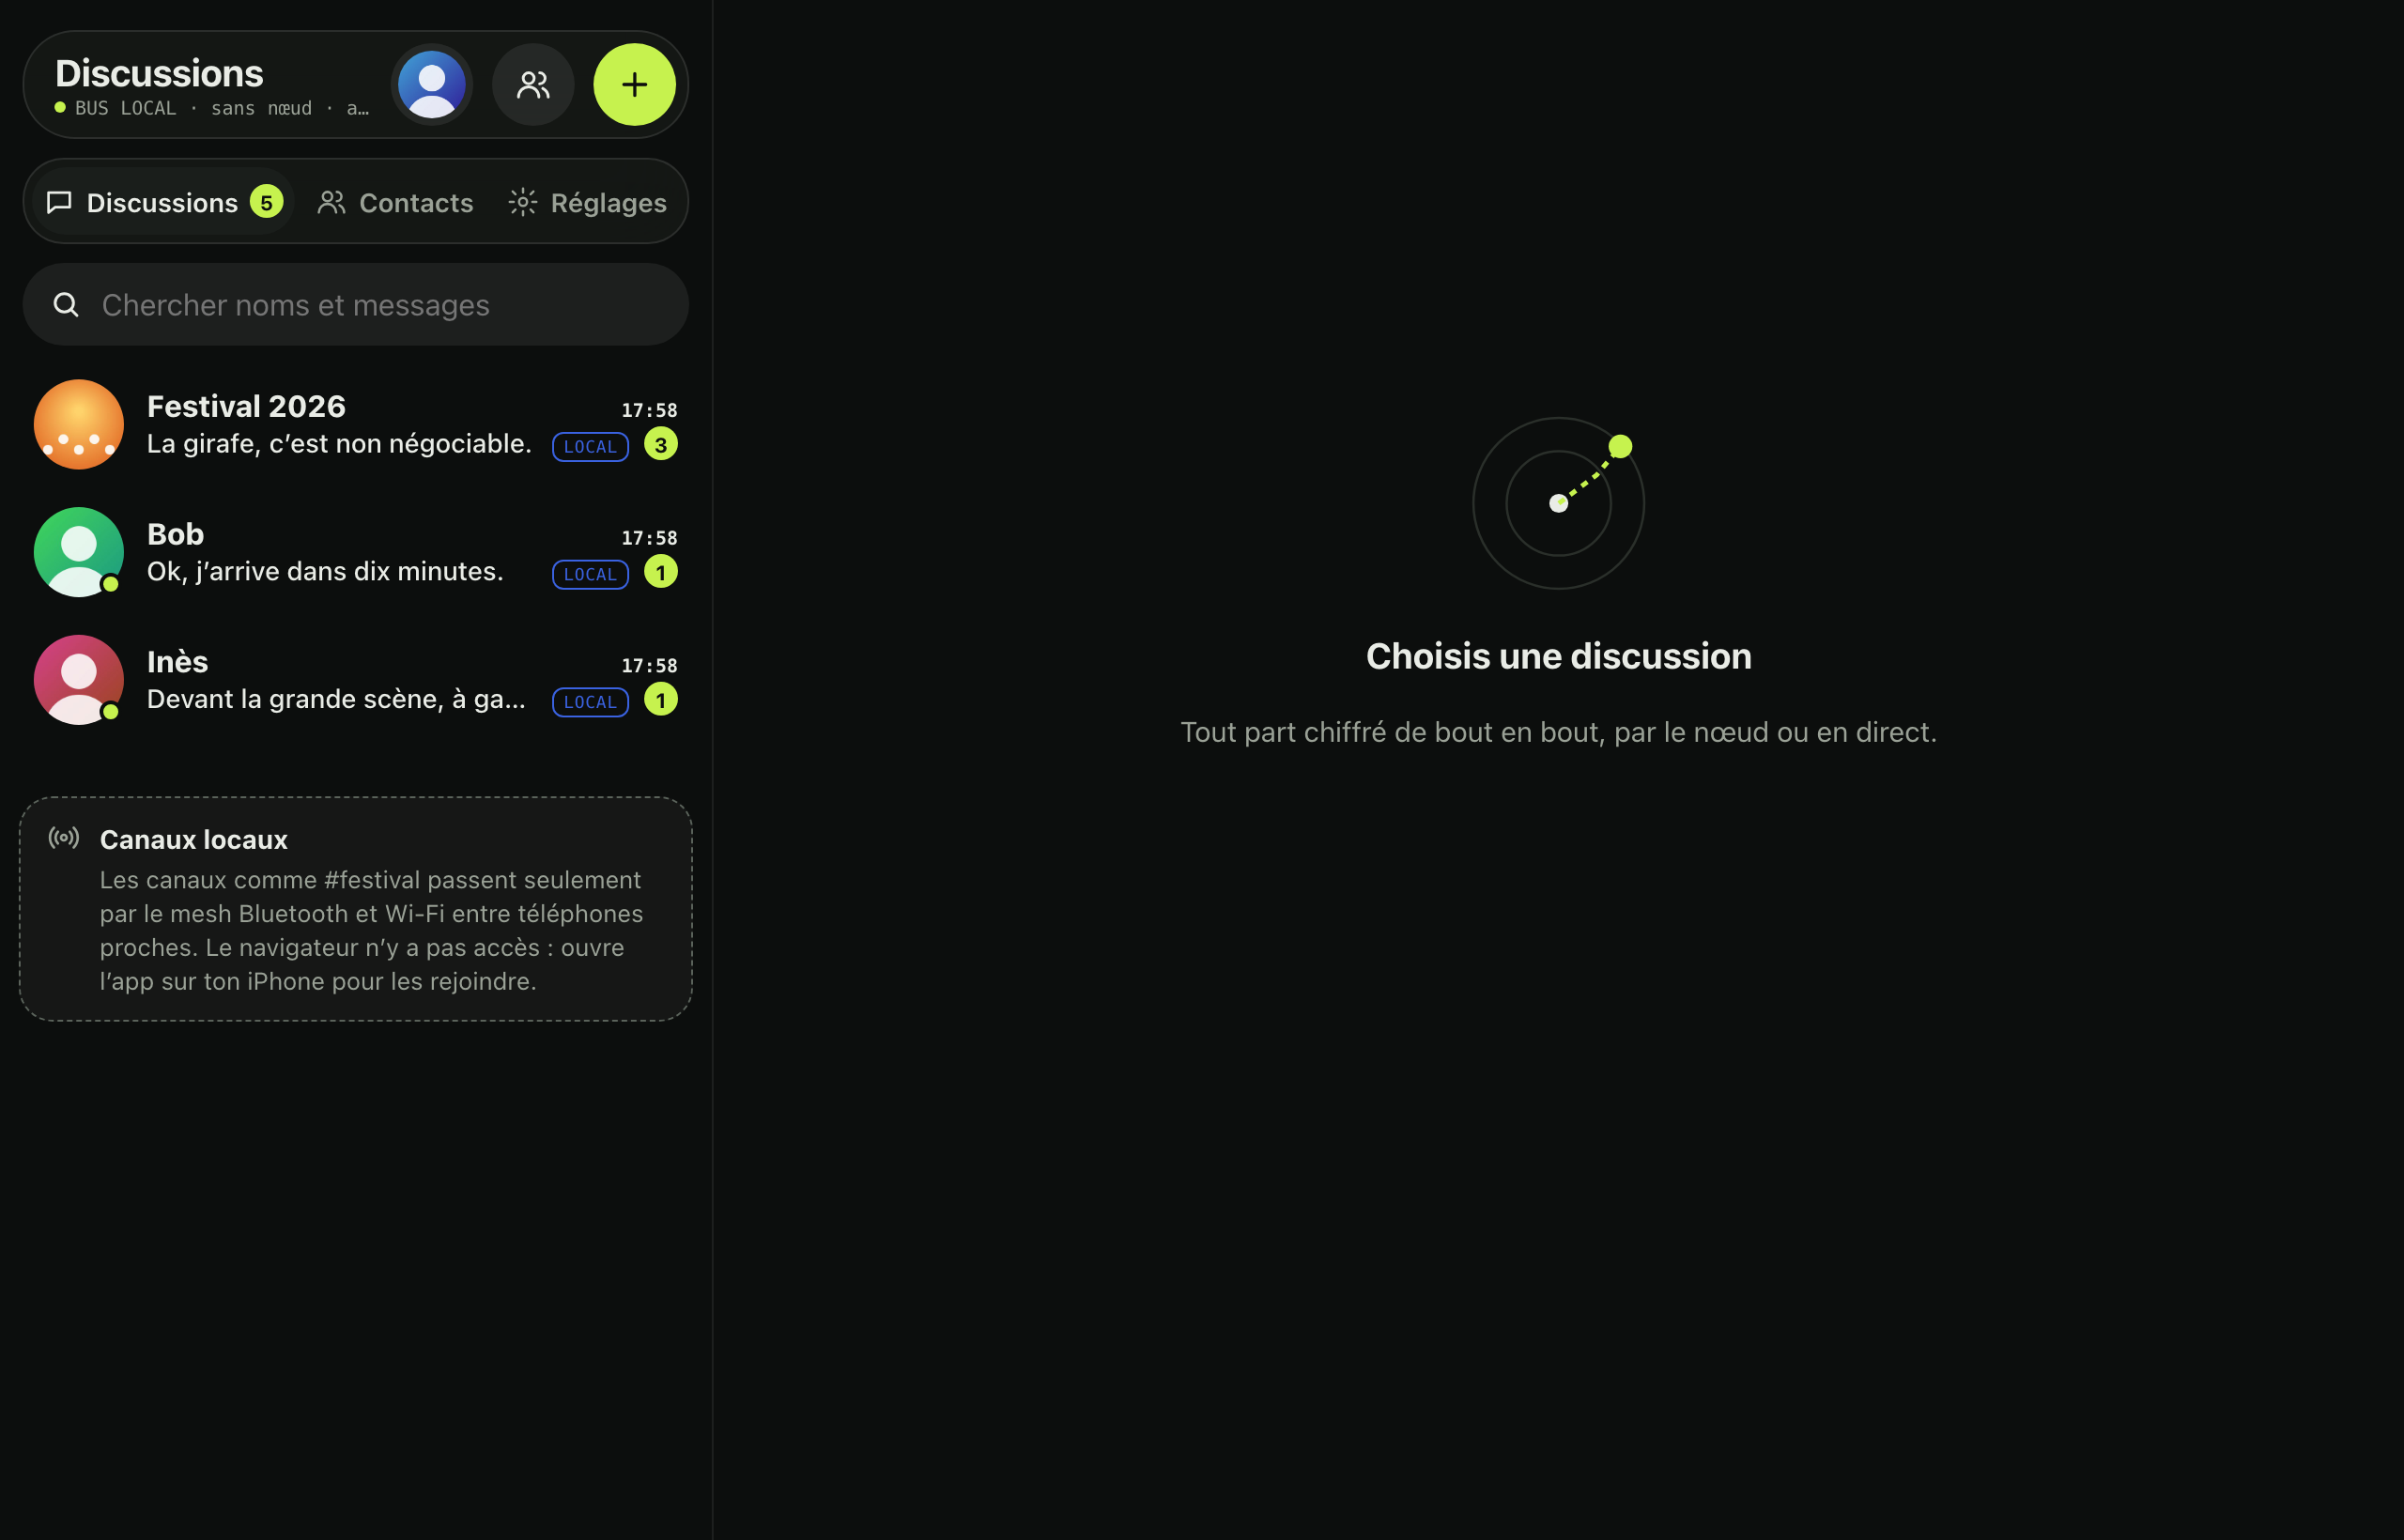 Discussions
BUS LOCAL · sans nœud · a…
Discussions 5 Contacts Réglages
Chercher noms et messages
Festival 2026 17:58
La girafe, c’est non négociable. LOCAL 3
Bob 17:58
Ok, j’arrive dans dix minutes. LOCAL 1
Inès 17:58
Devant la grande scène, à ga… LOCAL 1
Canaux locaux
Les canaux comme #festival passent seulement
par le mesh Bluetooth et Wi-Fi entre téléphones
proches. Le navigateur n’y a pas accès : ouvre
l’app sur ton iPhone pour les rejoindre.
Choisis une discussion
Tout part chiffré de bout en bout, par le nœud ou en direct.